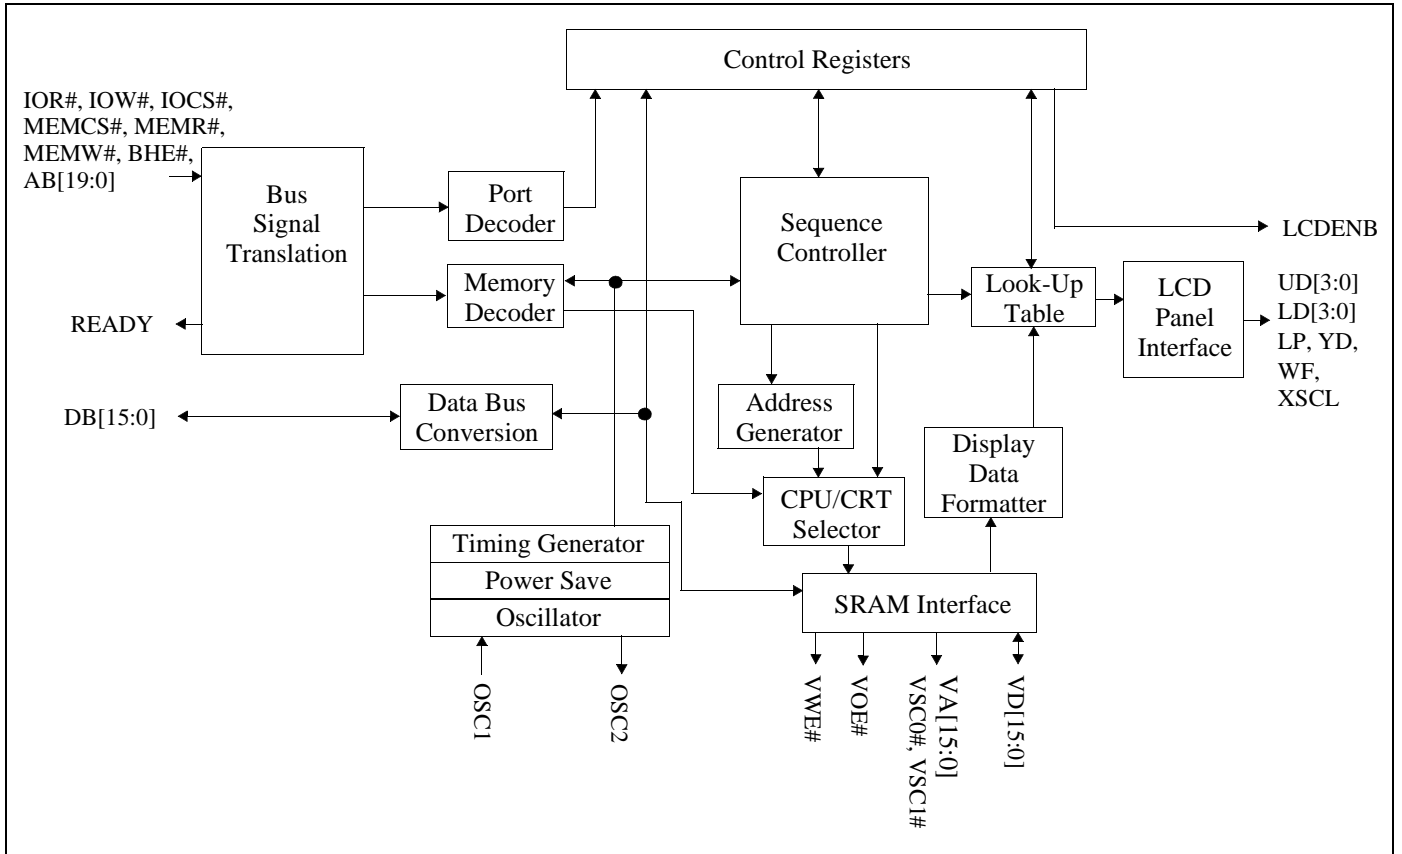 Control Registers
IOR#, IOW#, IOCS#,
MEMCS#, MEMR#,
MEMW#, BHE#,
AB[19:0]
Bus
Signal
Translation
Port
Decoder
Sequence
Controller
LCDENB
Memory
Decoder
Look-Up
Table
LCD
Panel
Interface
UD[3:0]
LD[3:0]
LP, YD,
WF,
XSCL
READY
DB[15:0]
Data Bus
Conversion
Address
Generator
Display
Data
Formatter
CPU/CRT
Selector
Timing Generator
Power Save
Oscillator
SRAM Interface
OSC1
OSC2
VWE#
VOE#
VA[15:0]
VSC0#, VSC1#
VD[15:0]